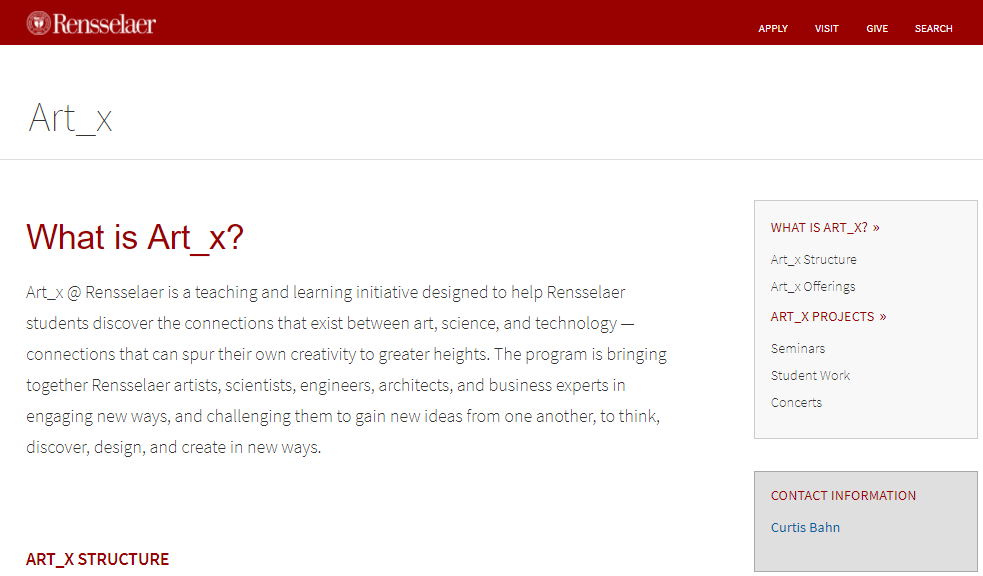 Rensselaer
APPLY VISIT GIVE SEARCH
Art_x
What is Art_x?
Art_x @ Rensselaer is a teaching and learning initiative designed to help Rensselaer
students discover the connections that exist between art, science, and technology —
connections that can spur their own creativity to greater heights. The program is bringing
together Rensselaer artists, scientists, engineers, architects, and business experts in
engaging new ways, and challenging them to gain new ideas from one another, to think,
discover, design, and create in new ways.
ART_X STRUCTURE
WHAT IS ART_X? »
Art_x Structure
Art_x Offerings
ART_X PROJECTS »
Seminars
Student Work
Concerts
CONTACT INFORMATION
Curtis Bahn